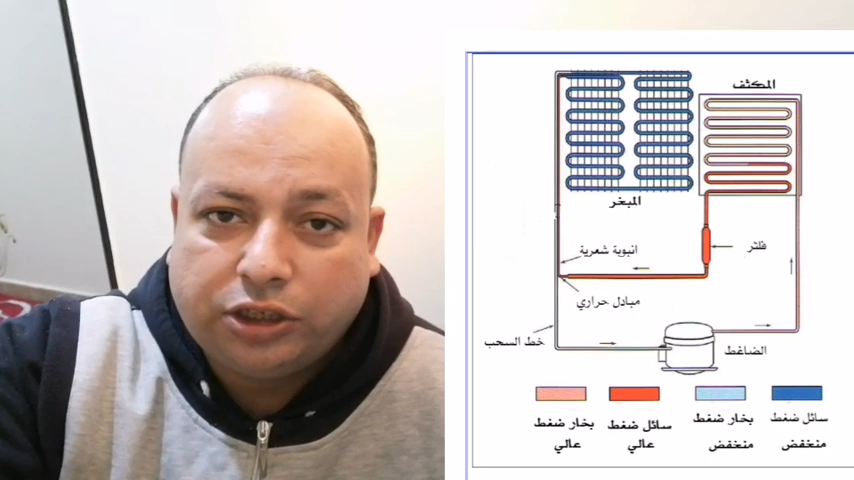 المكثف
المبخر
انبوبة شعرية
فلتر
مبادل حراري
خط السحب
الضاغط
بخار ضغط عالي
سائل ضغط عالي
بخار ضغط منخفض
سائل ضغط منخفض